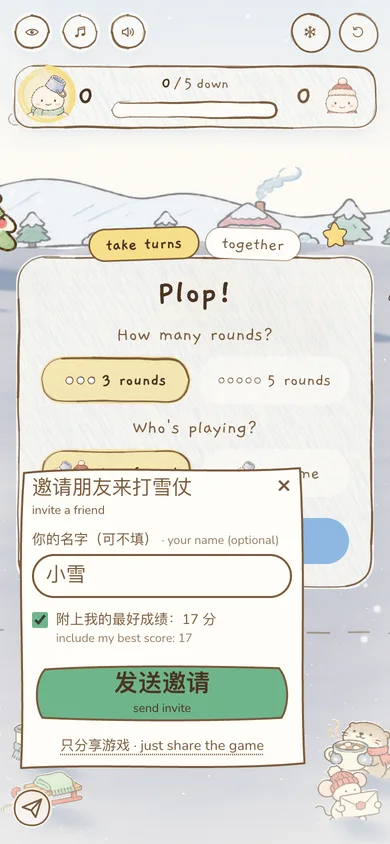 0
0/5 down
0
take turns
together
Plop!
How many rounds?
3 rounds
5 rounds
Who's playing?
me
邀请朋友来打雪仗
invite a friend
你的名字（可不填） · your name (optional)
小雪
附上我的最好成绩：17 分
include my best score: 17
发送邀请
send invite
只分享游戏 · just share the game